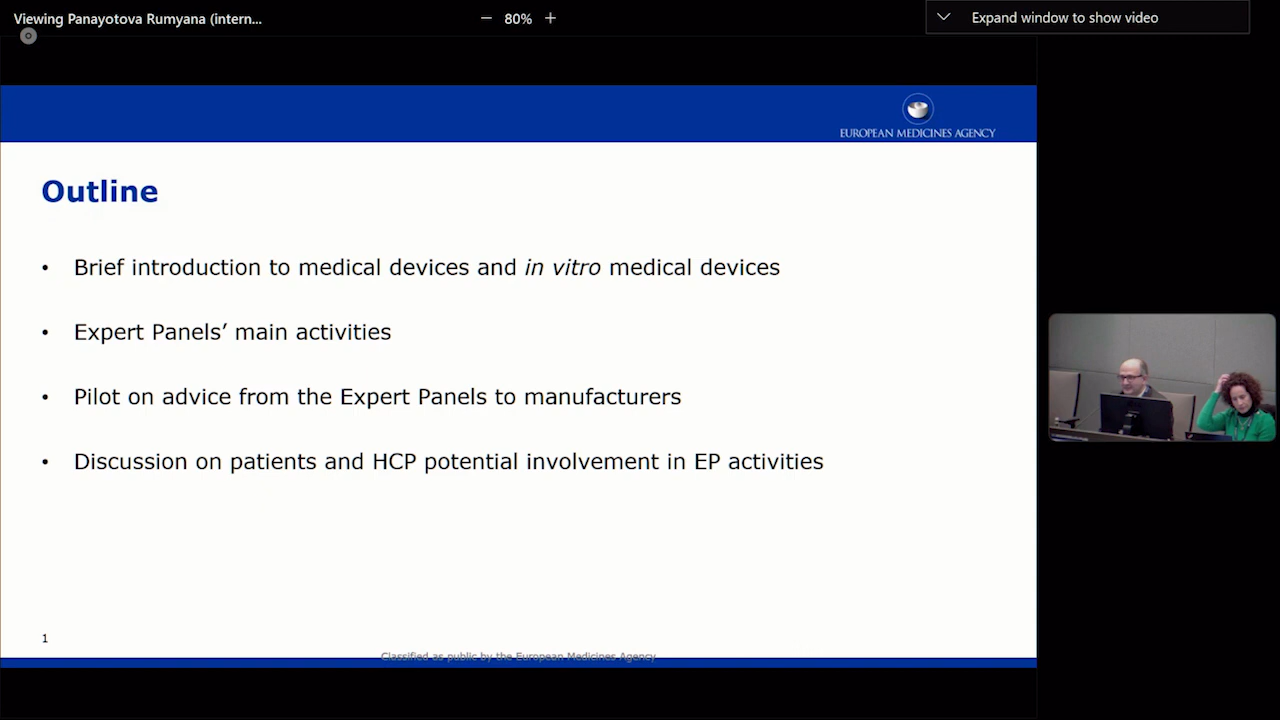 Viewing Panayotova Rumyana (intern...
80%
Expand window to show video
EUROPEAN MEDICINES AGENCY
Outline
• Brief introduction to medical devices and in vitro medical devices
• Expert Panels’ main activities
• Pilot on advice from the Expert Panels to manufacturers
• Discussion on patients and HCP potential involvement in EP activities
1
Classified as public by the European Medicines Agency